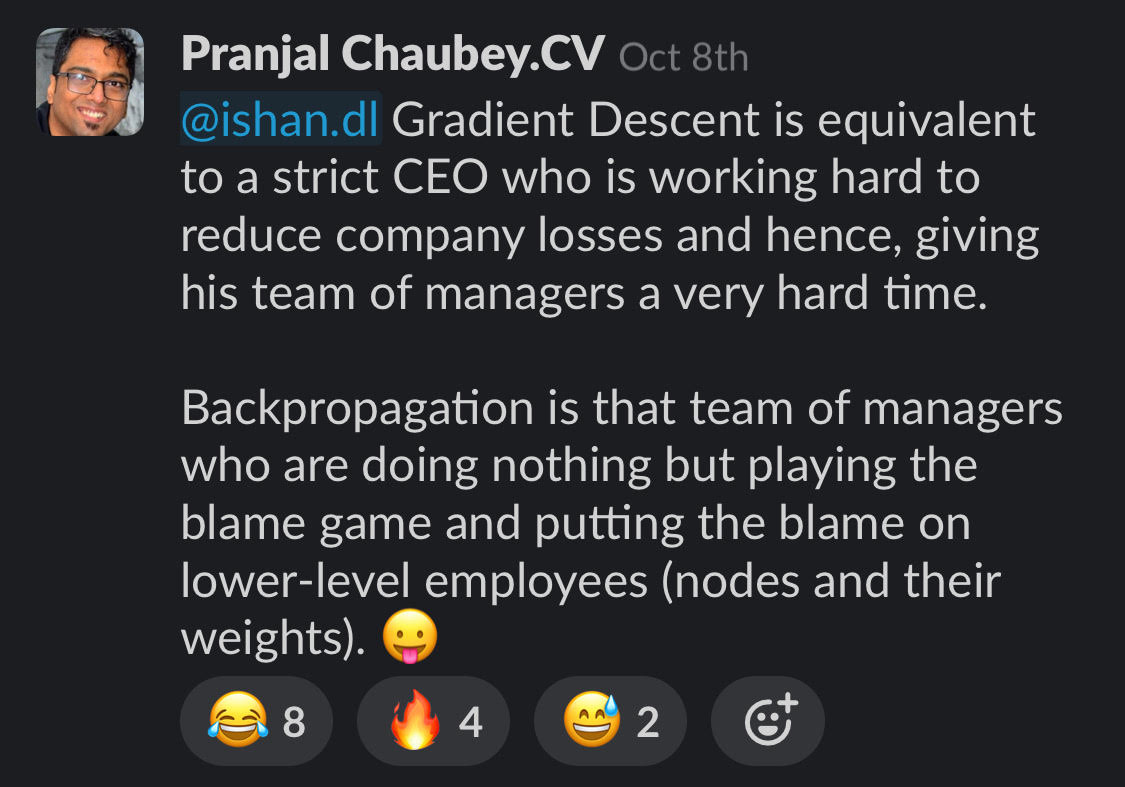 Pranjal Chaubey.CV Oct 8th
@ishan.dl Gradient Descent is equivalent
to a strict CEO who is working hard to
reduce company losses and hence, giving
his team of managers a very hard time.
Backpropagation is that team of managers
who are doing nothing but playing the
blame game and putting the blame on
lower-level employees (nodes and their
weights). 😛
😂 8 🔥 4 😅 2